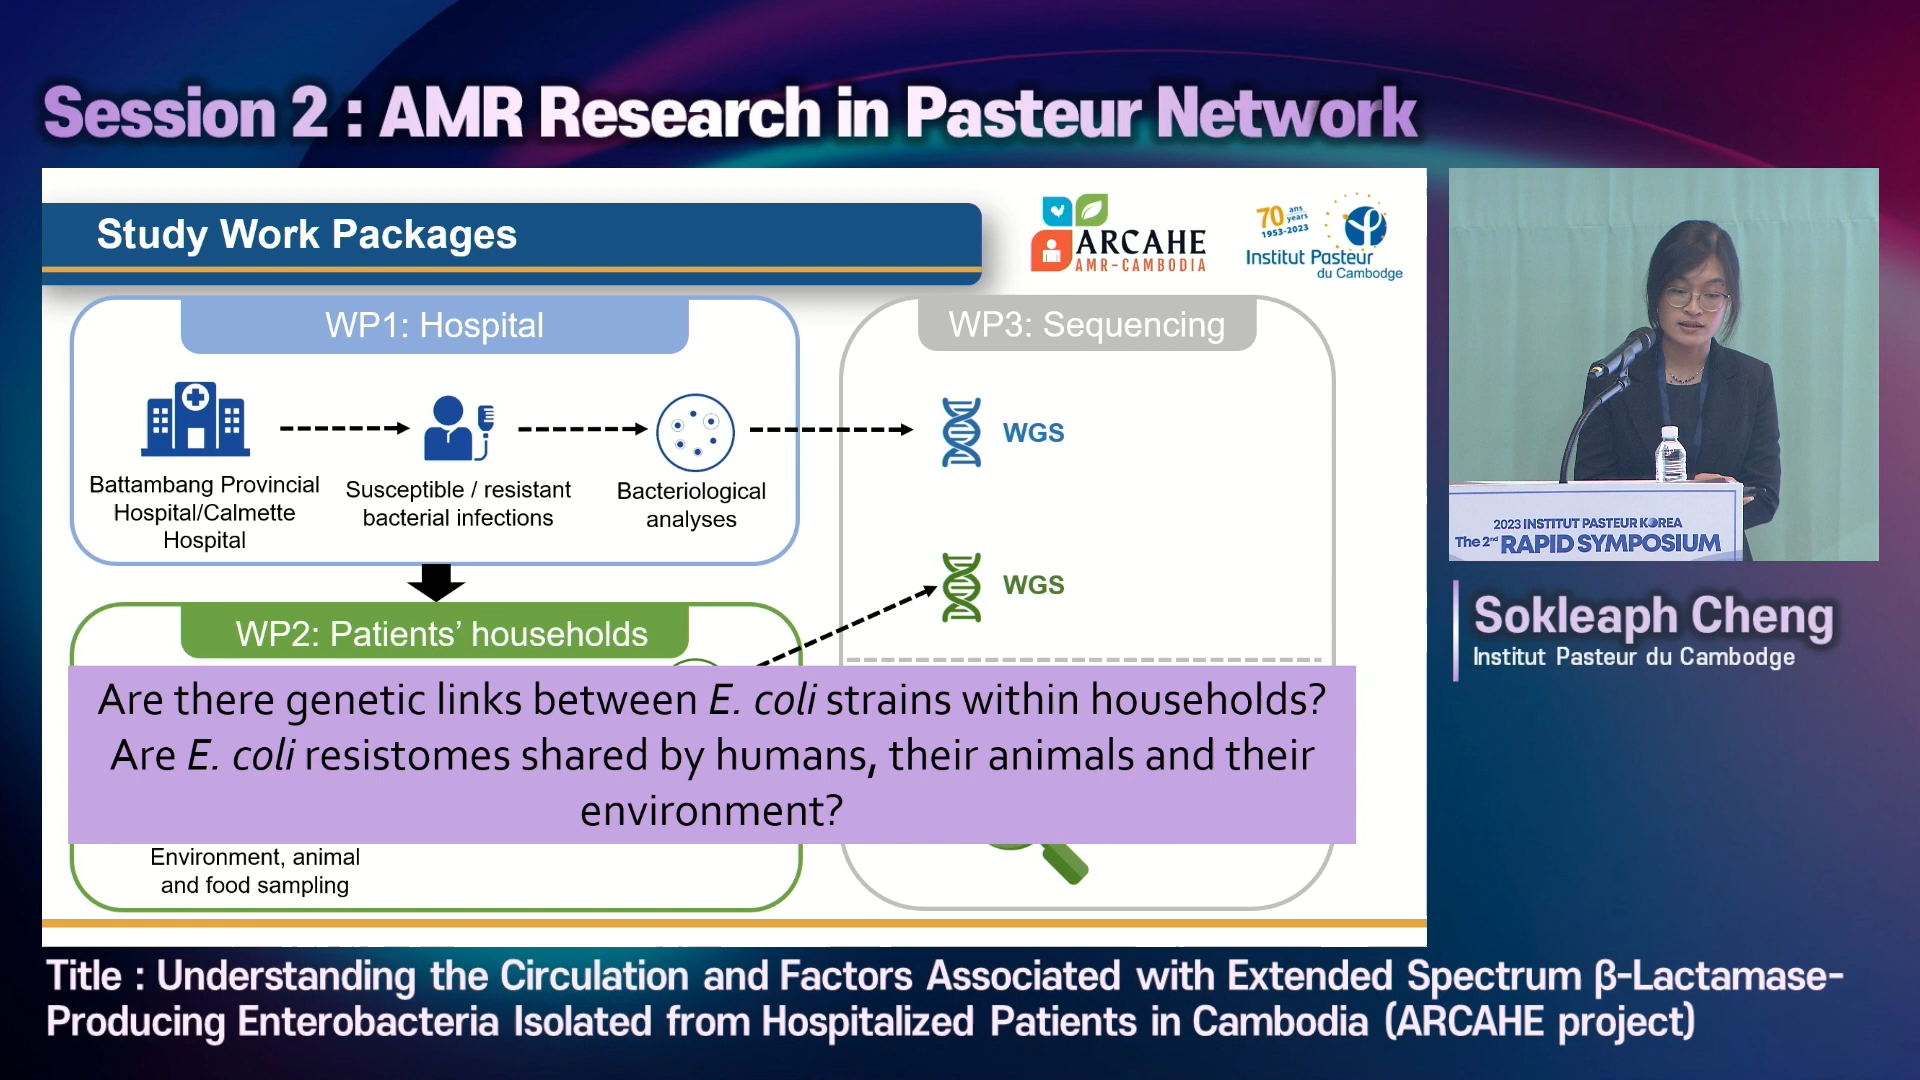 Session 2 : AMR Research in Pasteur Network
Study Work Packages
ARCAHE
AMR-CAMBODIA
70 ans years
1953-2023
Institut Pasteur
du Cambodge
WP1: Hospital
Battambang Provincial
Hospital/Calmette
Hospital
Susceptible / resistant
bacterial infections
Bacteriological
analyses
WP3: Sequencing
WGS
WGS
WP2: Patients’ households
Are there genetic links between E. coli strains within households?
Are E. coli resistomes shared by humans, their animals and their
environment?
Environment, animal
and food sampling
2023 INSTITUT PASTEUR KOREA
The 2nd RAPID SYMPOSIUM
Sokleaph Cheng
Institut Pasteur du Cambodge
Title : Understanding the Circulation and Factors Associated with Extended Spectrum β-Lactamase-
Producing Enterobacteria Isolated from Hospitalized Patients in Cambodia (ARCAHE project)